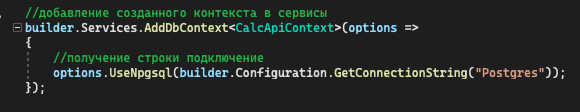 //добавление созданного контекста в сервисы
builder.Services.AddDbContext<CalcApiContext>(options =>
{
//получение строки подключение
options.UseNpgsql(builder.Configuration.GetConnectionString("Postgres"));
});